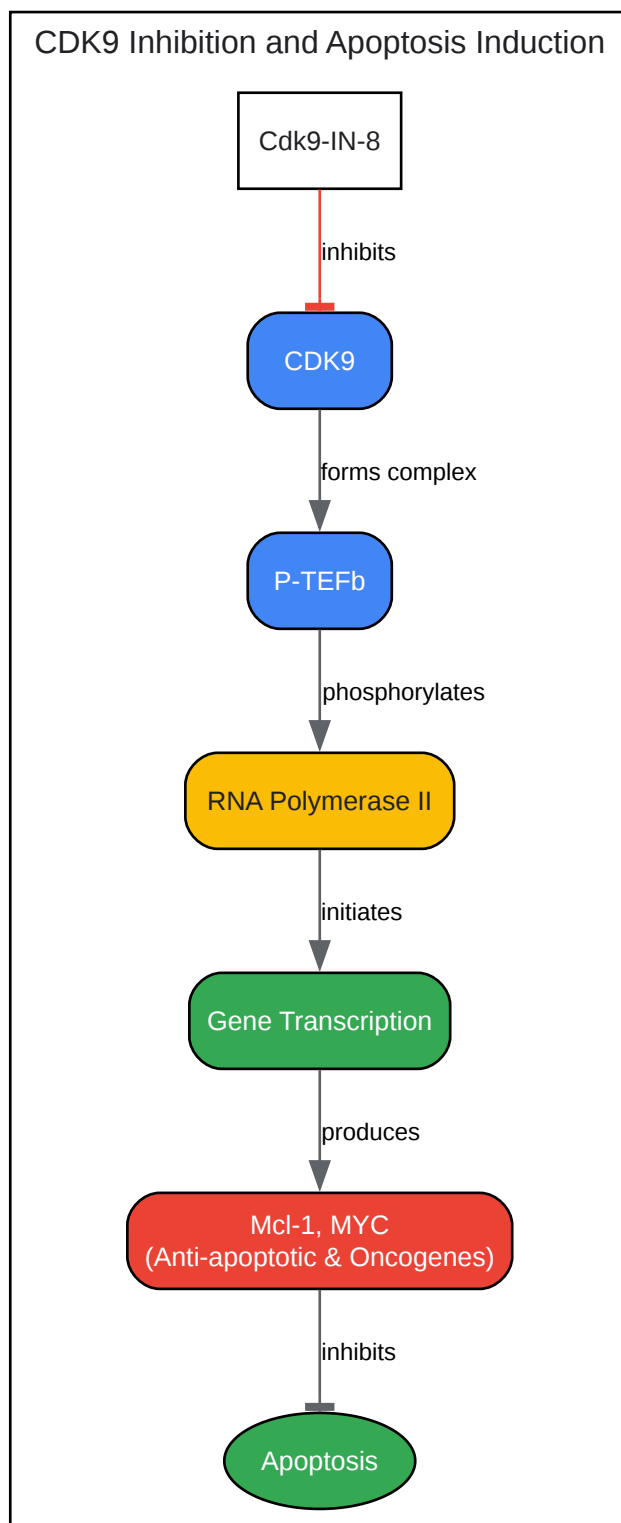 CDK9 Inhibition and Apoptosis Induction
Cdk9-IN-8
inhibits
CDK9
forms complex
P-TEFb
phosphorylates
RNA Polymerase II
initiates
Gene Transcription
produces
Mcl-1, MYC
(Anti-apoptotic & Oncogenes)
inhibits
Apoptosis